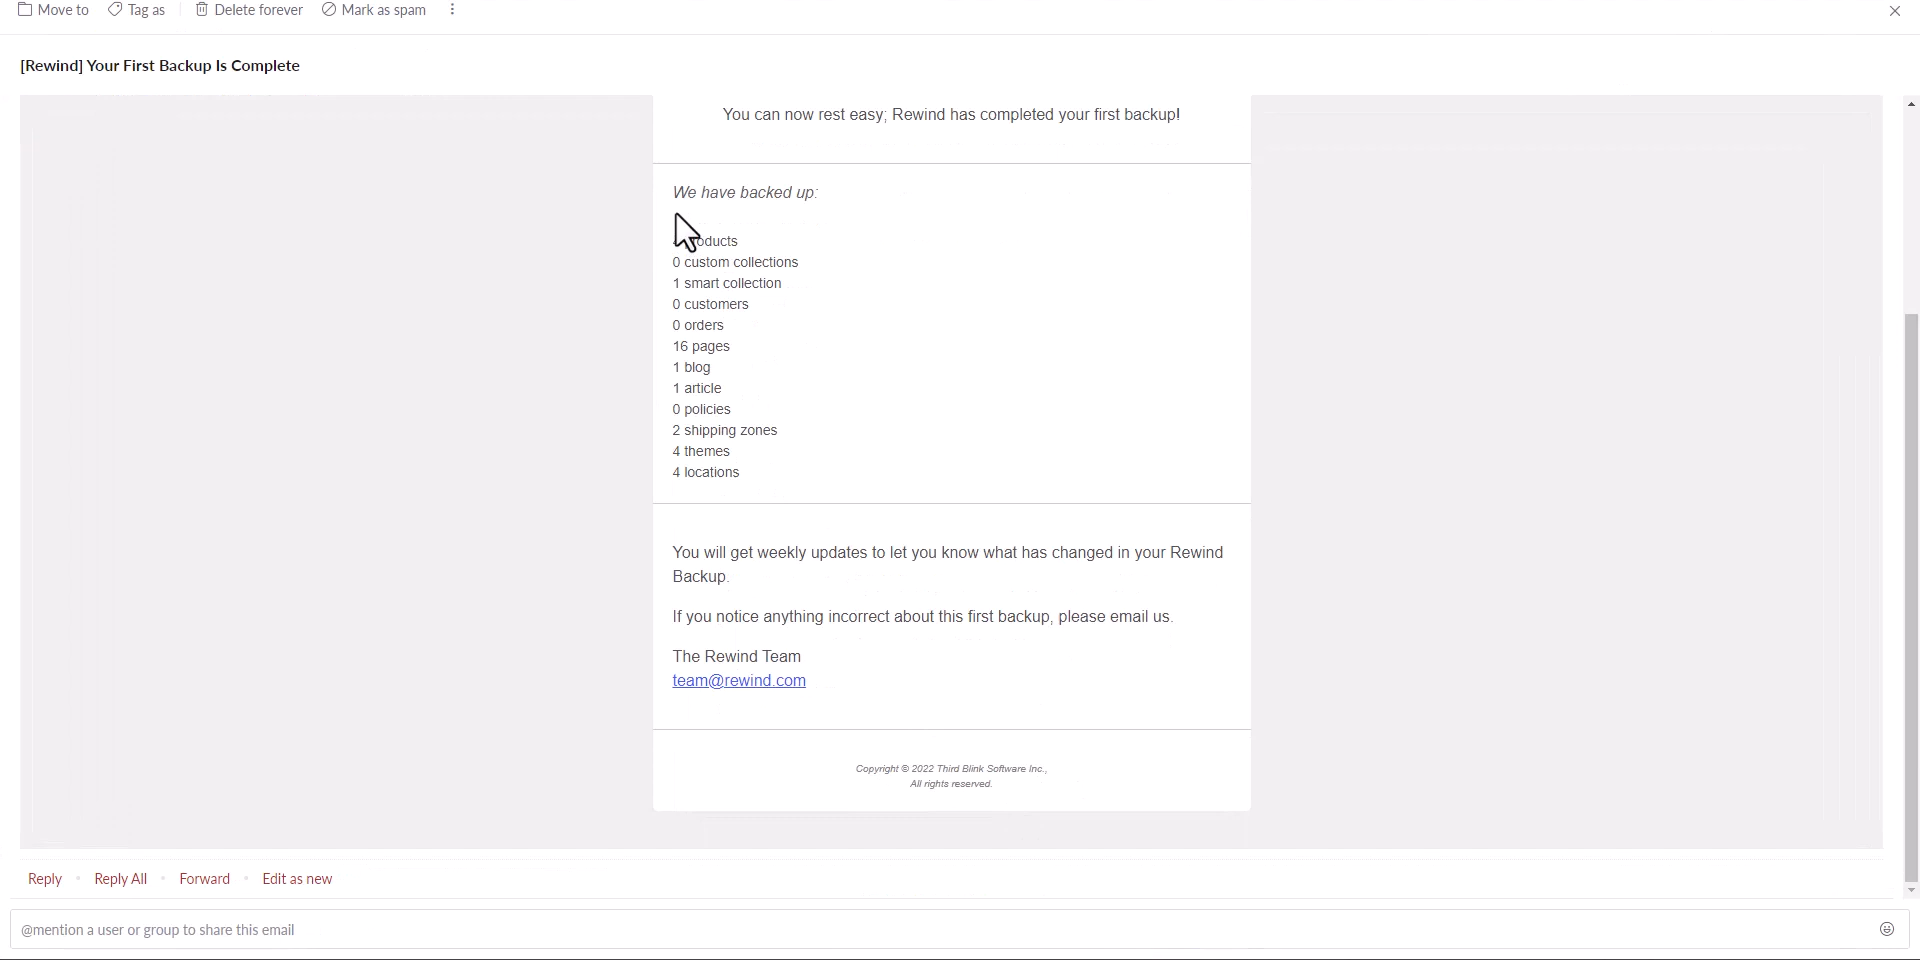 Move to
Tag as
Delete forever
Mark as spam
[Rewind] Your First Backup Is Complete
You can now rest easy; Rewind has completed your first backup!
We have backed up:
0 custom collections
1 smart collection
0 customers
0 orders
16 pages
1 blog
1 article
0 policies
2 shipping zones
4 themes
4 locations
You will get weekly updates to let you know what has changed in your Rewind
Backup.
If you notice anything incorrect about this first backup, please email us.
The Rewind Team
team@rewind.com
Copyright © 2022 Third Blink Software Inc.,
All rights reserved.
Reply
Reply All
Forward
Edit as new
@mention a user or group to share this email